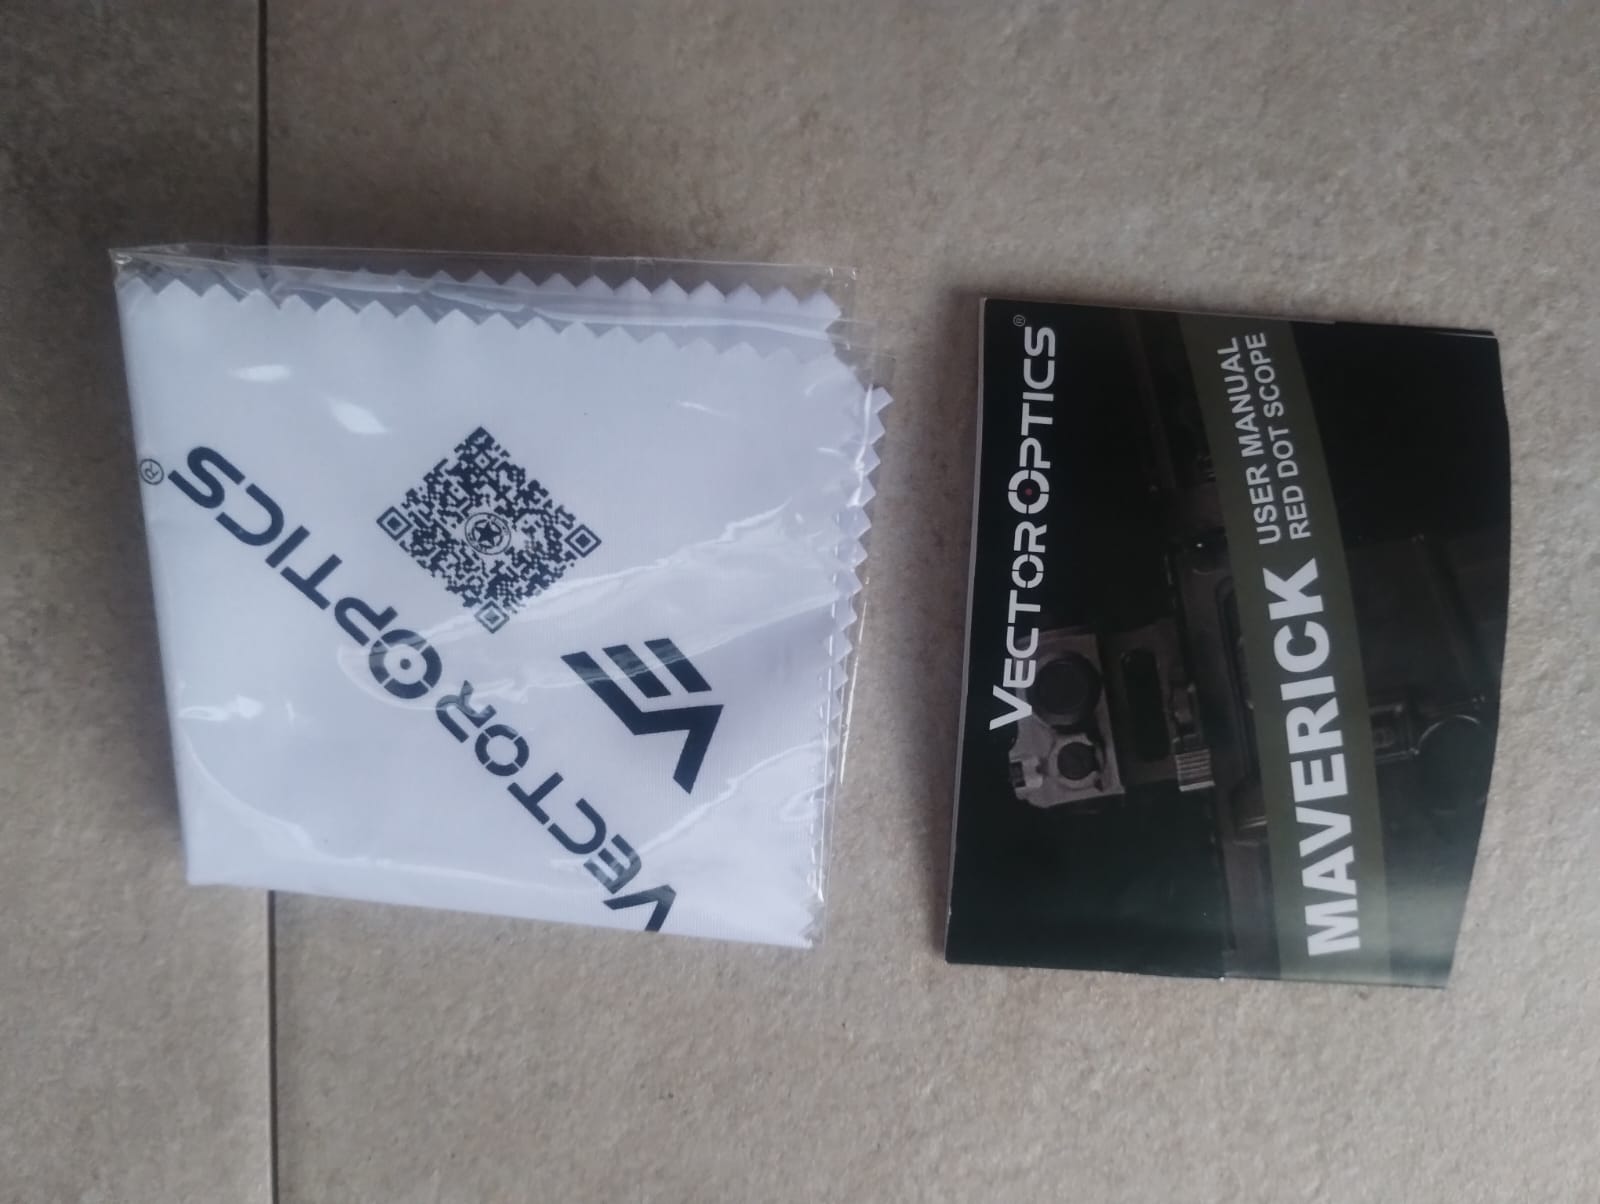 VECTOROPTICS®
VECTOROPTICS®
MAVERICK
USER MANUAL
RED DOT SCOPE